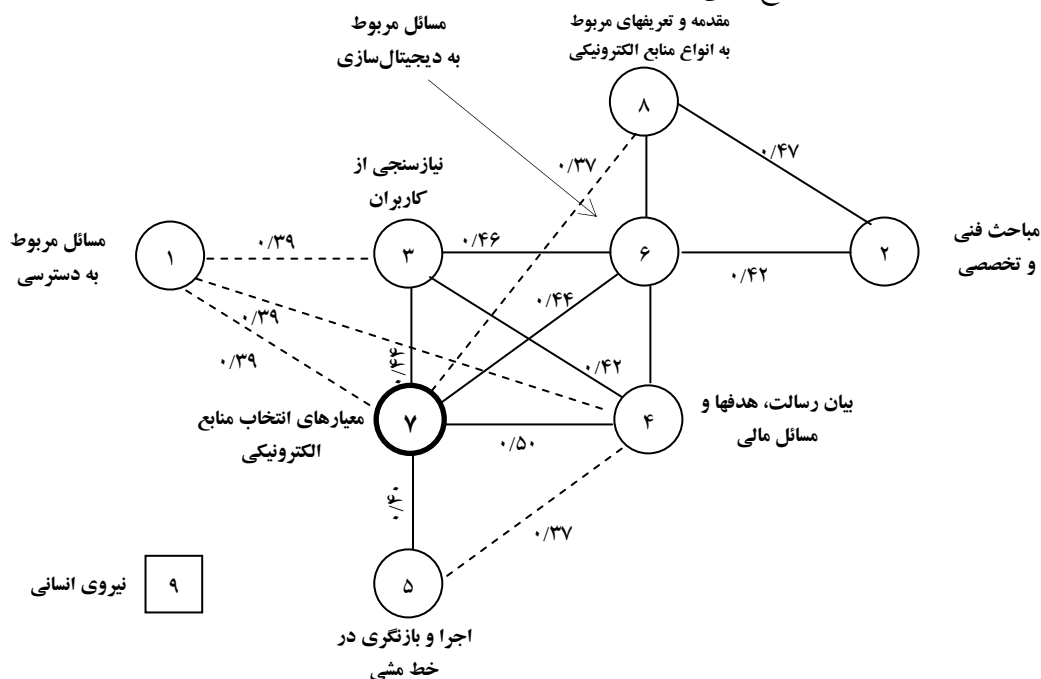 مقدمه و تعریفهای مربوط
به انواع منابع الکترونیکی
مسائل مربوط
به دیجیتال‌سازی
۸
۰/۴۷
۰/۳۷
نیازسنجی از
کاربران
مسائل مربوط
به دسترسی
۱
۰/۳۹
۳
۰/۴۶
۶
۰/۴۲
۲
مباحث فنی
و تخصصی
۰/۴۴
۰/۳۹
۰/۳۹
۰/۴۴
۰/۴۲
معیارهای انتخاب منابع
الکترونیکی
۷
۰/۵۰
۴
بیان رسالت، هدفها و
مسائل مالی
۰/۴۰
۰/۳۷
۵
اجرا و بازنگری در
خط مشی
نیروی انسانی
۹